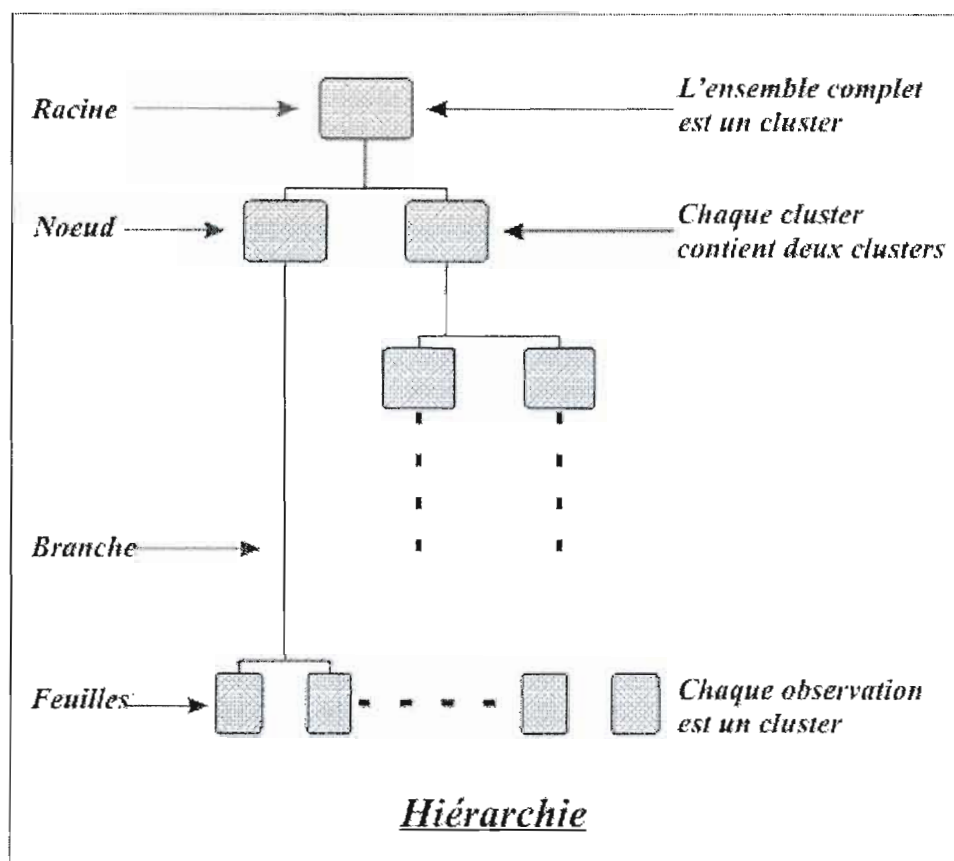 Racine
L'ensemble complet
est un cluster
Noeud
Chaque cluster
contient deux clusters
Branche
Feuilles
Chaque observation
est un cluster
Hiérarchie